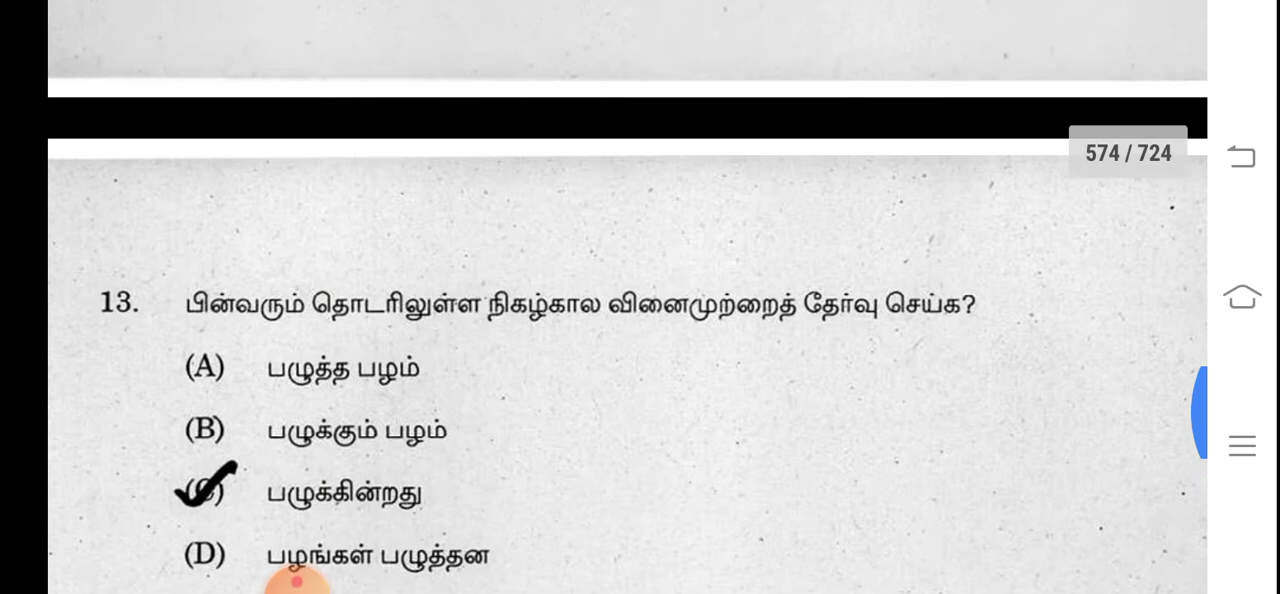 574 / 724
13. பின்வரும் தொடரிலுள்ள நிகழ்கால வினைமுற்றைத் தேர்வு செய்க?
(A) பழுத்த பழம்
(B) பழுக்கும் பழம்
(C) பழுக்கின்றது
(D) பழங்கள் பழுத்தன